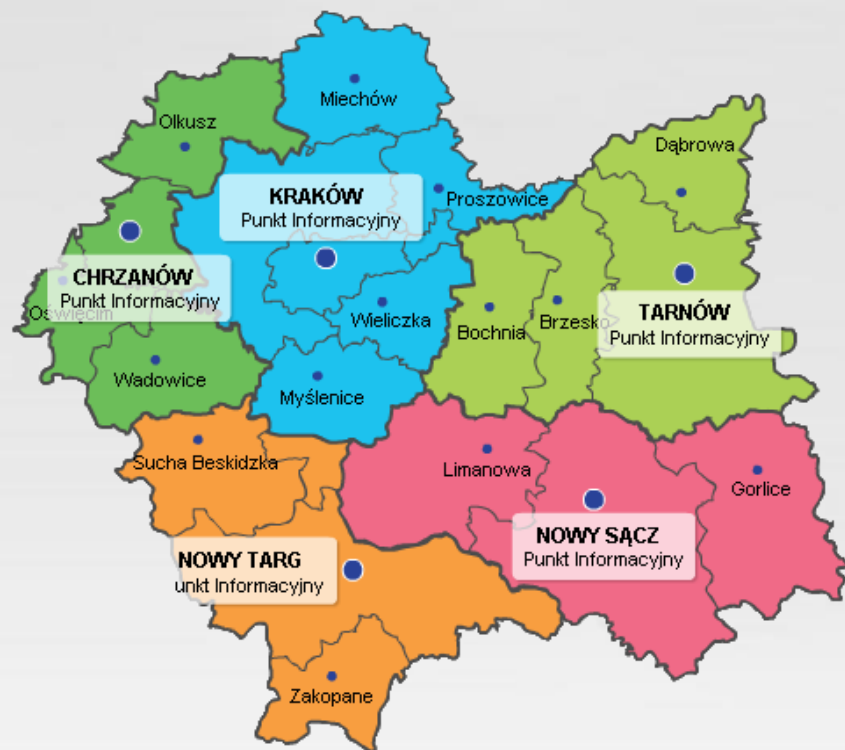 Miechów
Olkusz
Dąbrowa
KRAKÓW
Punkt Informacyjny
Proszowice
CHRZANÓW
Punkt Informacyjny
Oświęcim
TARNÓW
Punkt Informacyjny
Wieliczka
Bochnia
Brzesko
Wadowice
Myślenice
Sucha Beskidzka
Limanowa
Gorlice
NOWY SĄCZ
Punkt Informacyjny
NOWY TARG
unkt Informacyjny
Zakopane